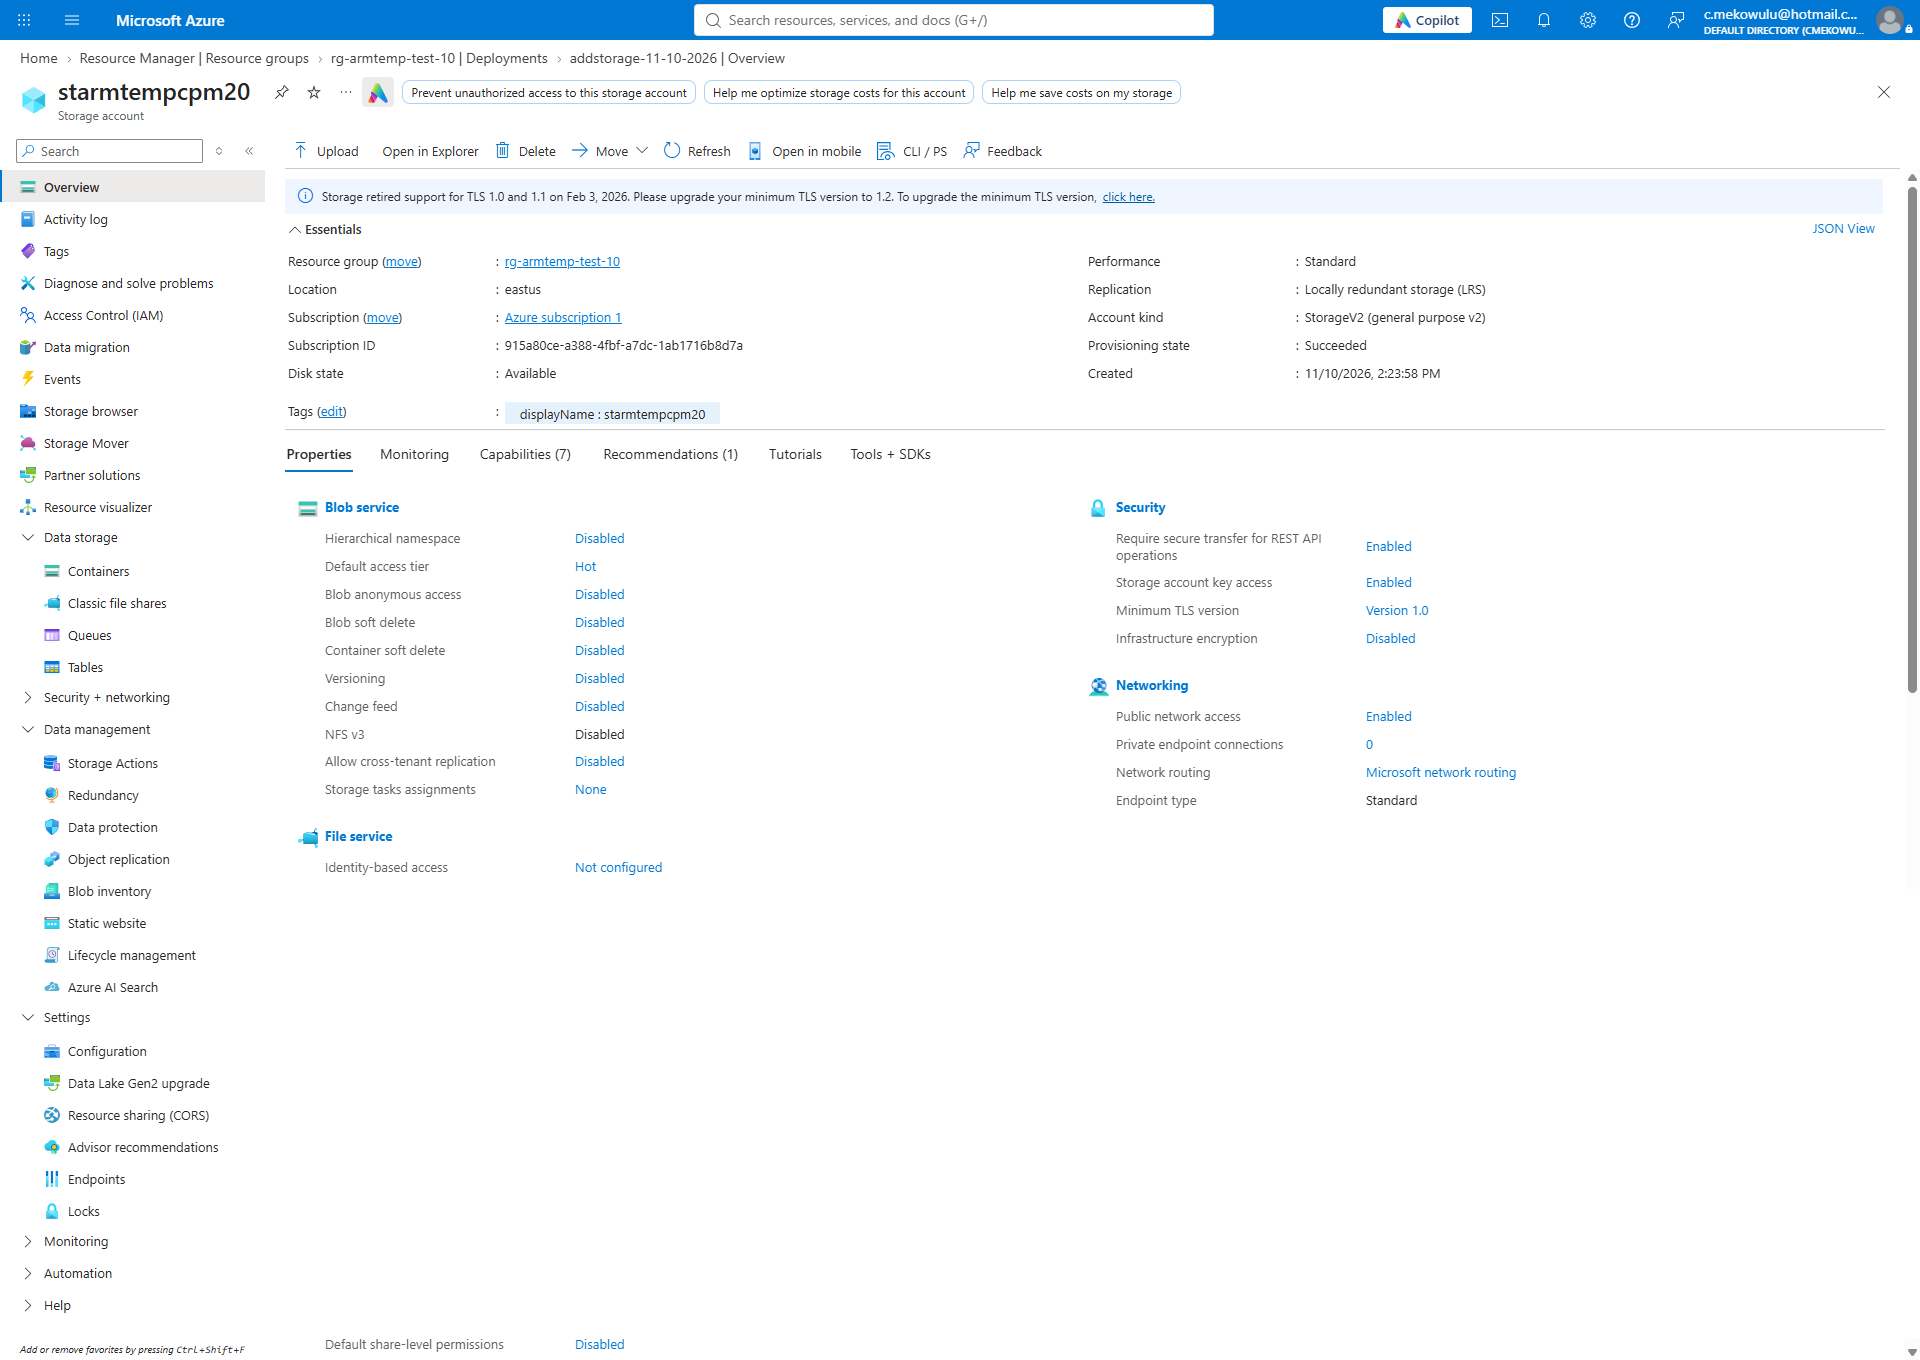 Microsoft Azure
Search resources, services, and docs (G+/)
Copilot
c.mekowulu@hotmail.c...
DEFAULT DIRECTORY (CMEKOWU...
Home › Resource Manager | Resource groups › rg-armtemp-test-10 | Deployments › addstorage-11-10-2026 | Overview
starmtempcpm20
Storage account
Prevent unauthorized access to this storage account
Help me optimize storage costs for this account
Help me save costs on my storage
Search
Upload
Open in Explorer
Delete
Move
Refresh
Open in mobile
CLI / PS
Feedback
Overview
Activity log
Tags
Diagnose and solve problems
Access Control (IAM)
Data migration
Events
Storage browser
Storage Mover
Partner solutions
Resource visualizer
Data storage
Containers
Classic file shares
Queues
Tables
Security + networking
Data management
Storage Actions
Redundancy
Data protection
Object replication
Blob inventory
Static website
Lifecycle management
Azure AI Search
Settings
Configuration
Data Lake Gen2 upgrade
Resource sharing (CORS)
Advisor recommendations
Endpoints
Locks
Monitoring
Automation
Help
Add or remove favorites by pressing Ctrl+Shift+F
Storage retired support for TLS 1.0 and 1.1 on Feb 3, 2026. Please upgrade your minimum TLS version to 1.2. To upgrade the minimum TLS version, click here.
Essentials
JSON View
Resource group (move) : rg-armtemp-test-10
Location : eastus
Subscription (move) : Azure subscription 1
Subscription ID : 915a80ce-a388-4fbf-a7dc-1ab1716b8d7a
Disk state : Available
Tags (edit) : displayName : starmtempcpm20
Performance : Standard
Replication : Locally redundant storage (LRS)
Account kind : StorageV2 (general purpose v2)
Provisioning state : Succeeded
Created : 11/10/2026, 2:23:58 PM
Properties
Monitoring
Capabilities (7)
Recommendations (1)
Tutorials
Tools + SDKs
Blob service
Hierarchical namespace Disabled
Default access tier Hot
Blob anonymous access Disabled
Blob soft delete Disabled
Container soft delete Disabled
Versioning Disabled
Change feed Disabled
NFS v3 Disabled
Allow cross-tenant replication Disabled
Storage tasks assignments None
File service
Identity-based access Not configured
Default share-level permissions Disabled
Security
Require secure transfer for REST API
operations Enabled
Storage account key access Enabled
Minimum TLS version Version 1.0
Infrastructure encryption Disabled
Networking
Public network access Enabled
Private endpoint connections 0
Network routing Microsoft network routing
Endpoint type Standard